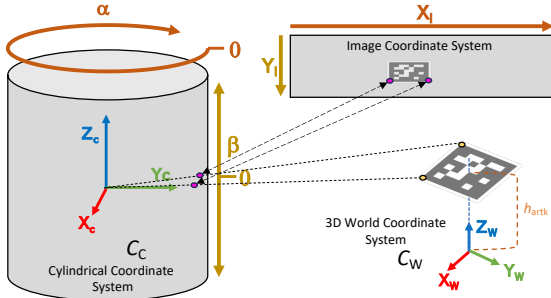 α
X_I
0
Image Coordinate System
Y_I
Z_c
β
Y_c
0
X_c
h_artk
3D World Coordinate
System
Z_W
C_C
C_W
Cylindrical Coordinate
System
X_W
Y_W